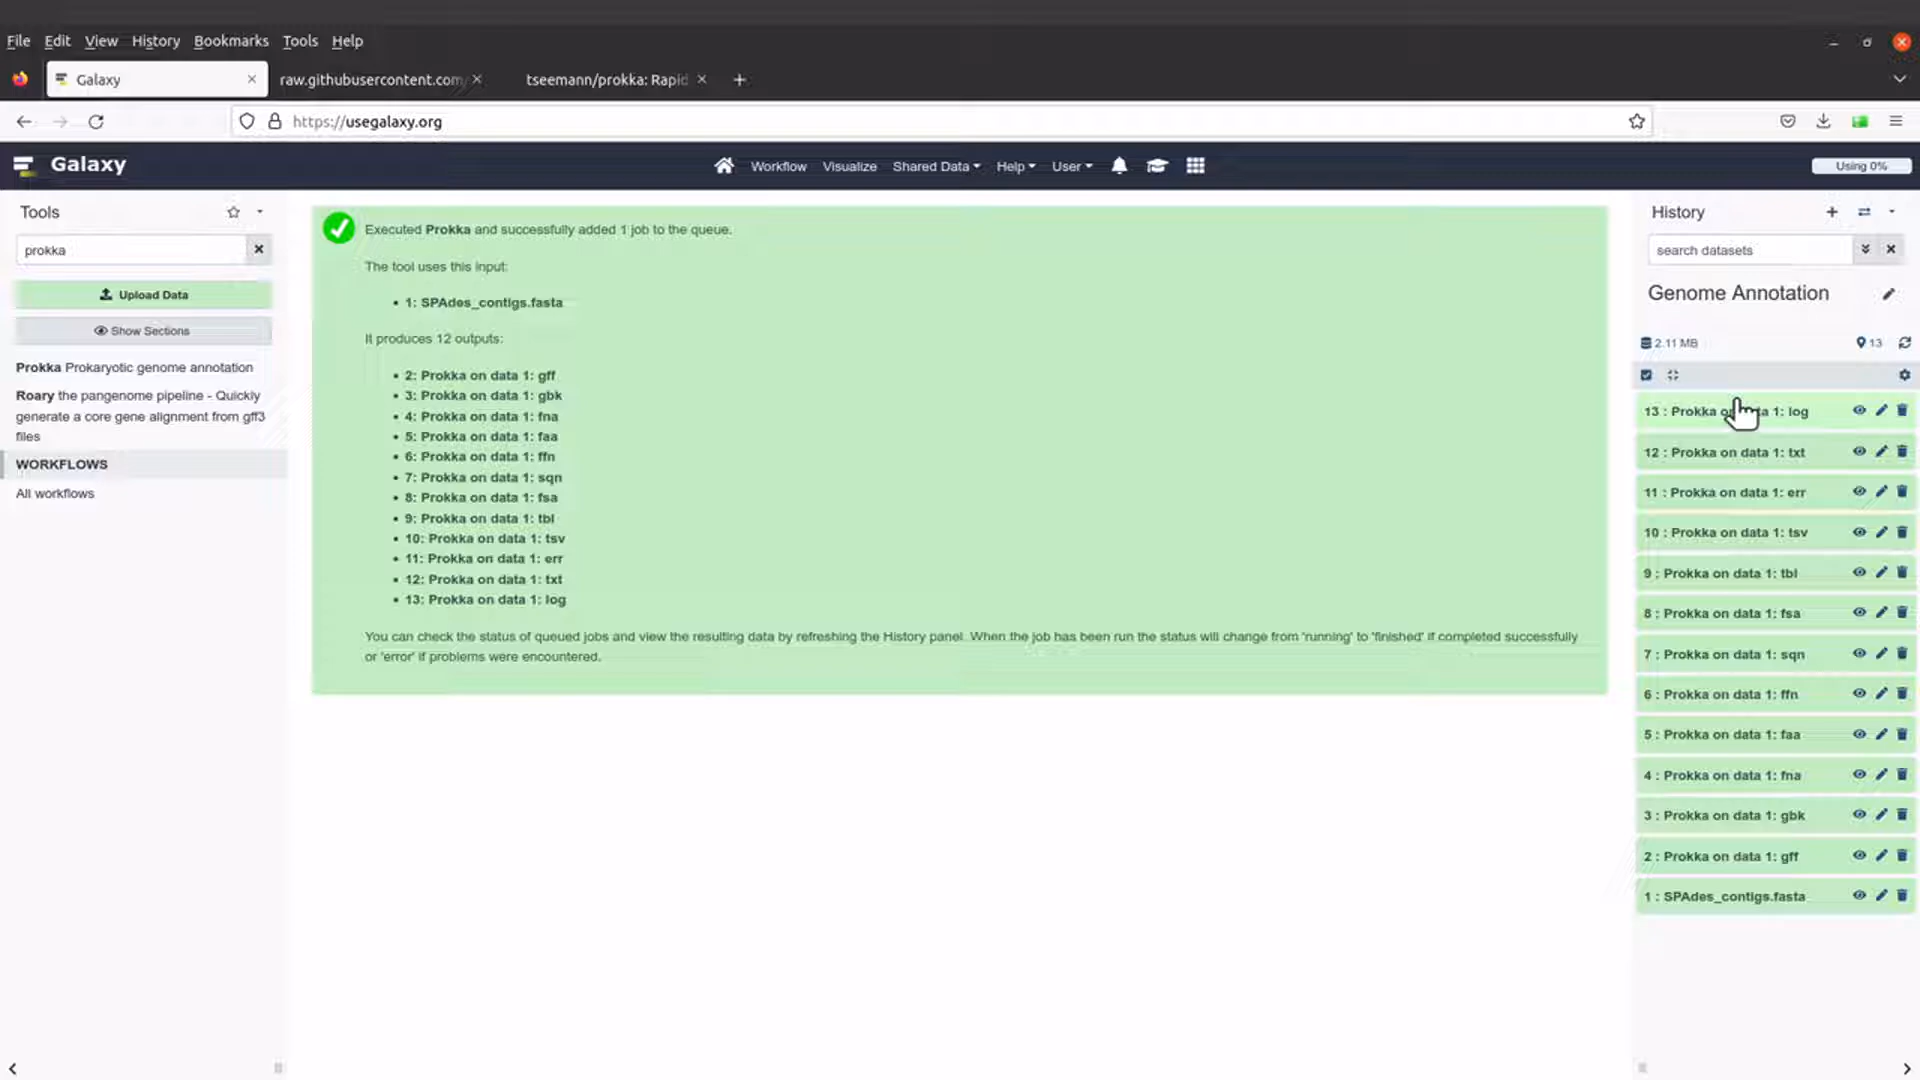 File Edit View History Bookmarks Tools Help
Galaxy
raw.githubusercontent.com/
tseemann/prokka: Rapid
https://usegalaxy.org
Galaxy
Workflow Visualize Shared Data Help User
Using 0%
Tools
prokka
Upload Data
Show Sections
Prokka Prokaryotic genome annotation
Roary the pangenome pipeline - Quickly
generate a core gene alignment from gff3
files
WORKFLOWS
All workflows
Executed Prokka and successfully added 1 job to the queue.
The tool uses this input:
• 1: SPAdes_contigs.fasta
It produces 12 outputs:
• 2: Prokka on data 1: gff
• 3: Prokka on data 1: gbk
• 4: Prokka on data 1: fna
• 5: Prokka on data 1: faa
• 6: Prokka on data 1: ffn
• 7: Prokka on data 1: sqn
• 8: Prokka on data 1: fsa
• 9: Prokka on data 1: tbl
• 10: Prokka on data 1: tsv
• 11: Prokka on data 1: err
• 12: Prokka on data 1: txt
• 13: Prokka on data 1: log
You can check the status of queued jobs and view the resulting data by refreshing the History panel. When the job has been run the status will change from 'running' to 'finished' if completed successfully
or 'error' if problems were encountered.
History
search datasets
Genome Annotation
2.11 MB 13
13 : Prokka on data 1: log
12 : Prokka on data 1: txt
11 : Prokka on data 1: err
10 : Prokka on data 1: tsv
9 : Prokka on data 1: tbl
8 : Prokka on data 1: fsa
7 : Prokka on data 1: sqn
6 : Prokka on data 1: ffn
5 : Prokka on data 1: faa
4 : Prokka on data 1: fna
3 : Prokka on data 1: gbk
2 : Prokka on data 1: gff
1 : SPAdes_contigs.fasta